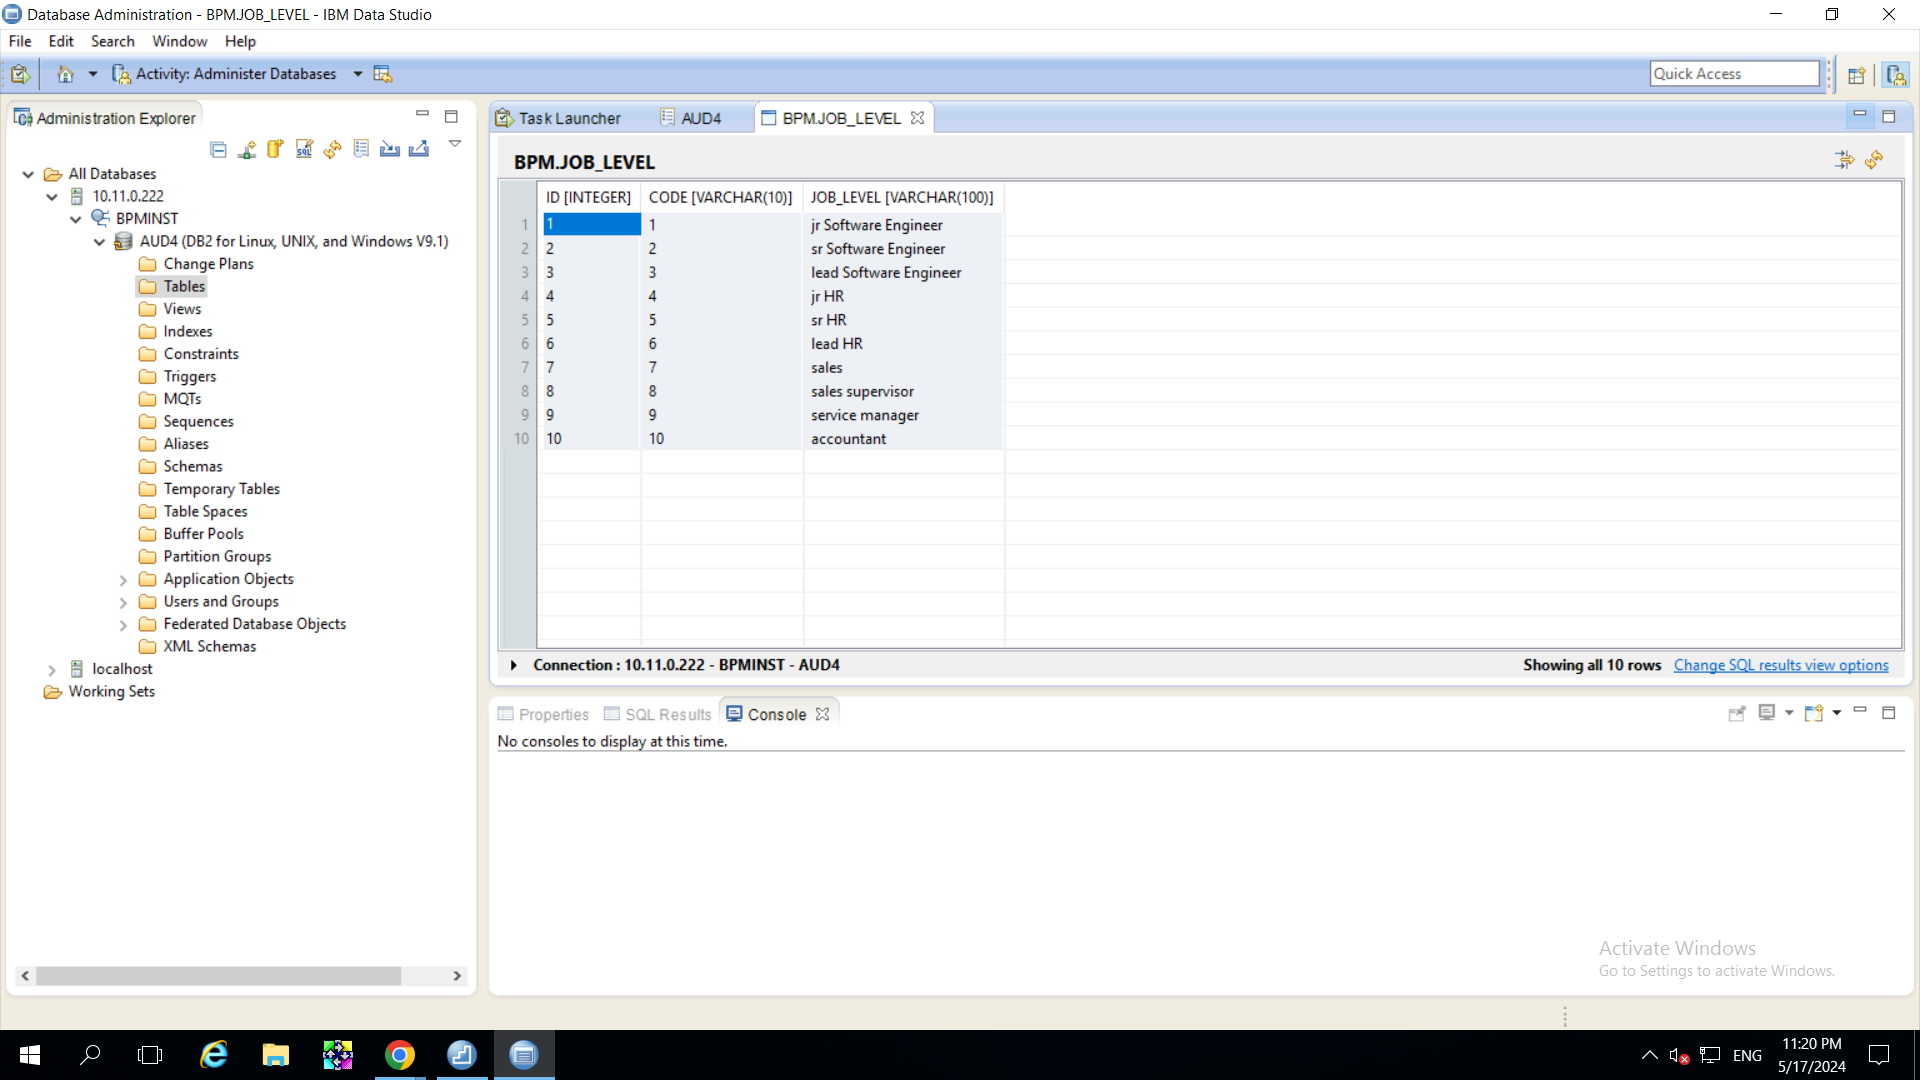 Database Administration - BPM.JOB_LEVEL - IBM Data Studio
File Edit Search Window Help
Activity: Administer Databases
Quick Access
Administration Explorer
All Databases
10.11.0.222
BPMINST
AUD4 (DB2 for Linux, UNIX, and Windows V9.1)
Change Plans
Tables
Views
Indexes
Constraints
Triggers
MQTs
Sequences
Aliases
Schemas
Temporary Tables
Table Spaces
Buffer Pools
Partition Groups
Application Objects
Users and Groups
Federated Database Objects
XML Schemas
localhost
Working Sets
Task Launcher AUD4 BPM.JOB_LEVEL
BPM.JOB_LEVEL
ID [INTEGER] CODE [VARCHAR(10)] JOB_LEVEL [VARCHAR(100)]
1 1 1 jr Software Engineer
2 2 2 sr Software Engineer
3 3 3 lead Software Engineer
4 4 4 jr HR
5 5 5 sr HR
6 6 6 lead HR
7 7 7 sales
8 8 8 sales supervisor
9 9 9 service manager
10 10 10 accountant
Connection : 10.11.0.222 - BPMINST - AUD4 Showing all 10 rows Change SQL results view options
Properties SQL Results Console
No consoles to display at this time.
Activate Windows
Go to Settings to activate Windows.
ENG
11:20 PM
5/17/2024